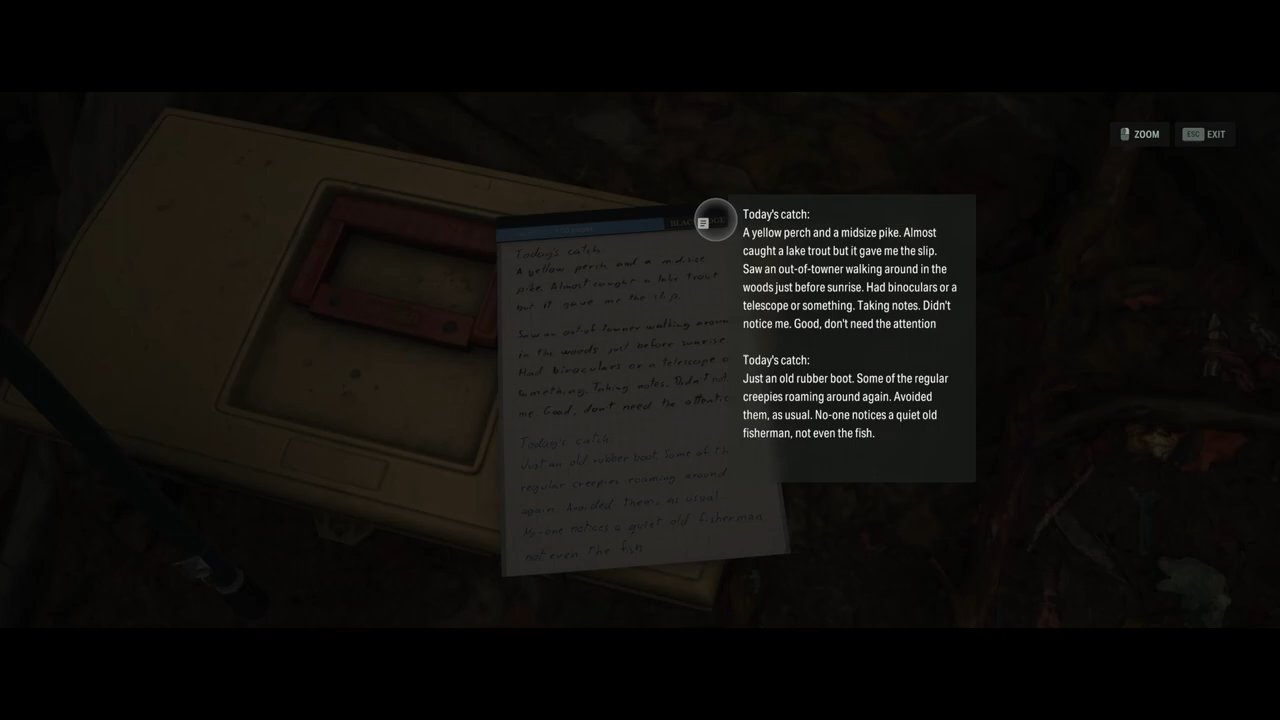 ZOOM
ESC EXIT
Today's catch:
A yellow perch and a midsize pike. Almost
caught a lake trout but it gave me the slip.
Saw an out-of-towner walking around in the
woods just before sunrise. Had binoculars or a
telescope or something. Taking notes. Didn't
notice me. Good, don't need the attention
Today's catch:
Just an old rubber boot. Some of the regular
creepies roaming around again. Avoided
them, as usual. No-one notices a quiet old
fisherman, not even the fish.
Today's catch
A yellow perch and a midsize
pike. Almost caught a lake trout
but it gave me the slip.
Saw an out-of-towner walking aroun
in the woods just before sunrise
Had binoculars or a telescope o
something. Taking notes. Didn't not
me. Good, don't need the attentio
Today's catch.
Just an old rubber boot Some of th
regular creepies roaming around
again. Avoided them, as usual
No-one notices a quiet old fisherman
not even the fish